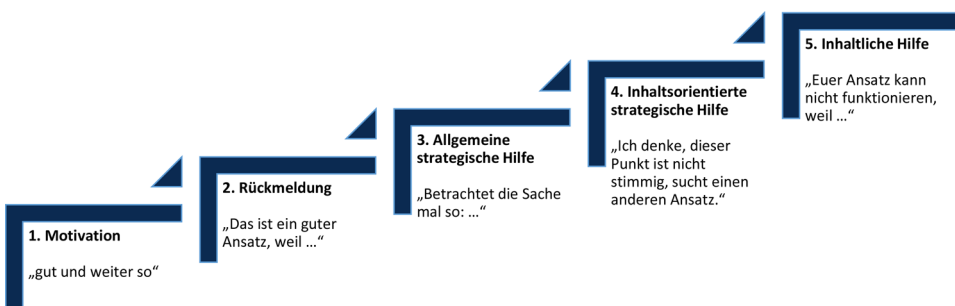 1. Motivation
„gut und weiter so“
2. Rückmeldung
„Das ist ein guter
Ansatz, weil ...“
3. Allgemeine
strategische Hilfe
„Betrachtet die Sache
mal so: ...“
4. Inhaltsorientierte
strategische Hilfe
„Ich denke, dieser
Punkt ist nicht
stimmig, sucht einen
anderen Ansatz.“
5. Inhaltliche Hilfe
„Euer Ansatz kann
nicht funktionieren,
weil ...“